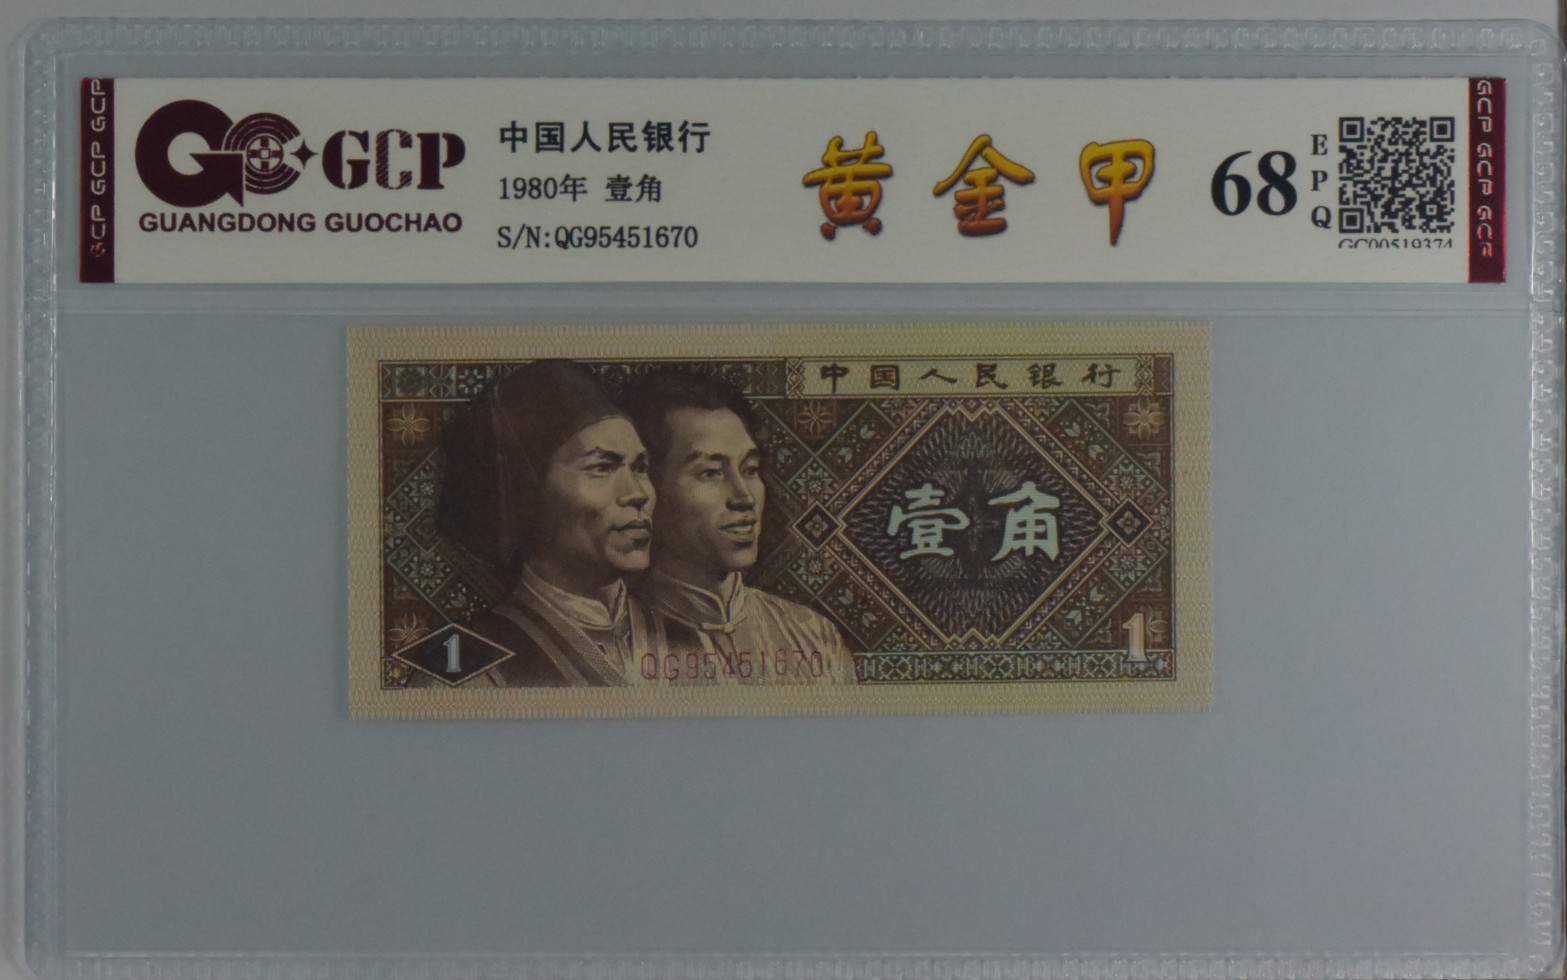 GCP GCP GCP
GCP
GUANGDONG GUOCHAO
中国人民银行
1980年 壹角
S/N:QG95451670
黄金甲
68
EPQ
GC00519374
GCP GCP GCP
中国人民银行
壹角
1
QG95451670
1